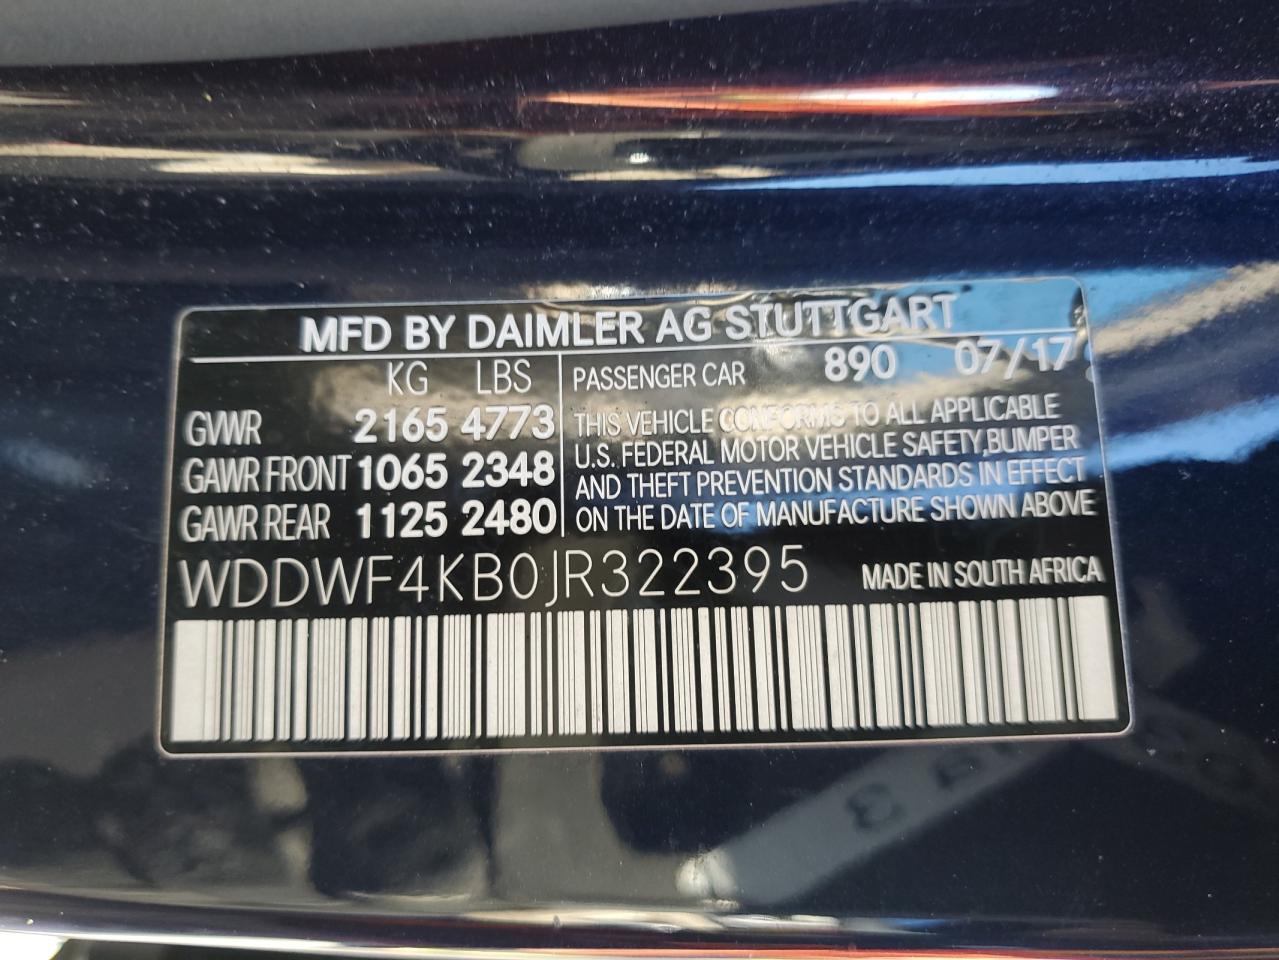 MFD BY DAIMLER AG STUTTGART
KG LBS
GVWR 2165 4773
GAWR FRONT 1065 2348
GAWR REAR 1125 2480
PASSENGER CAR 890 07/17
THIS VEHICLE CONFORMS TO ALL APPLICABLE
U.S. FEDERAL MOTOR VEHICLE SAFETY,BUMPER
AND THEFT PREVENTION STANDARDS IN EFFECT
ON THE DATE OF MANUFACTURE SHOWN ABOVE
WDDWF4KB0JR322395 MADE IN SOUTH AFRICA